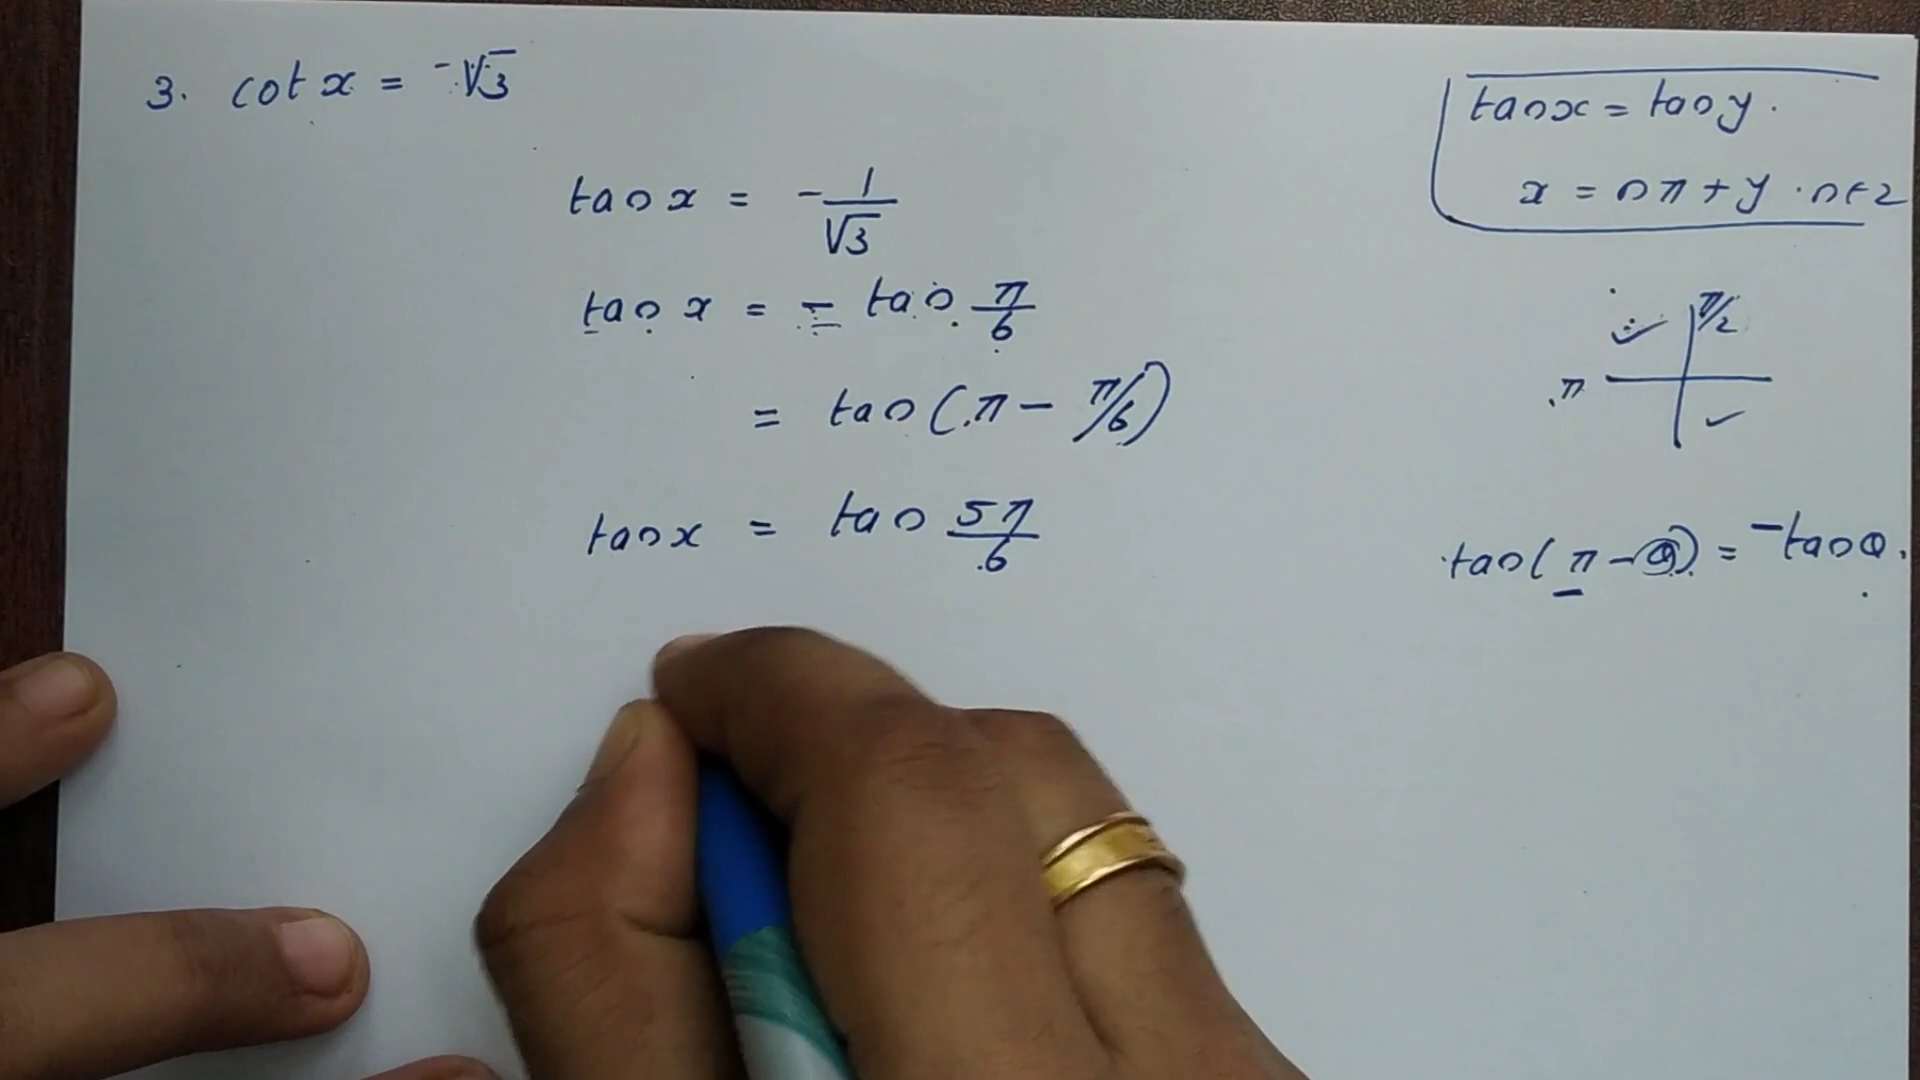 3. cot x = -√3
tan x = - 1/√3
tan x = - tan π/6
= tan(π - π/6)
tan x = tan 5π/6
tan x = tan y.
x = nπ + y . n∈z
π/2
π
tan(π - θ) = -tan θ.